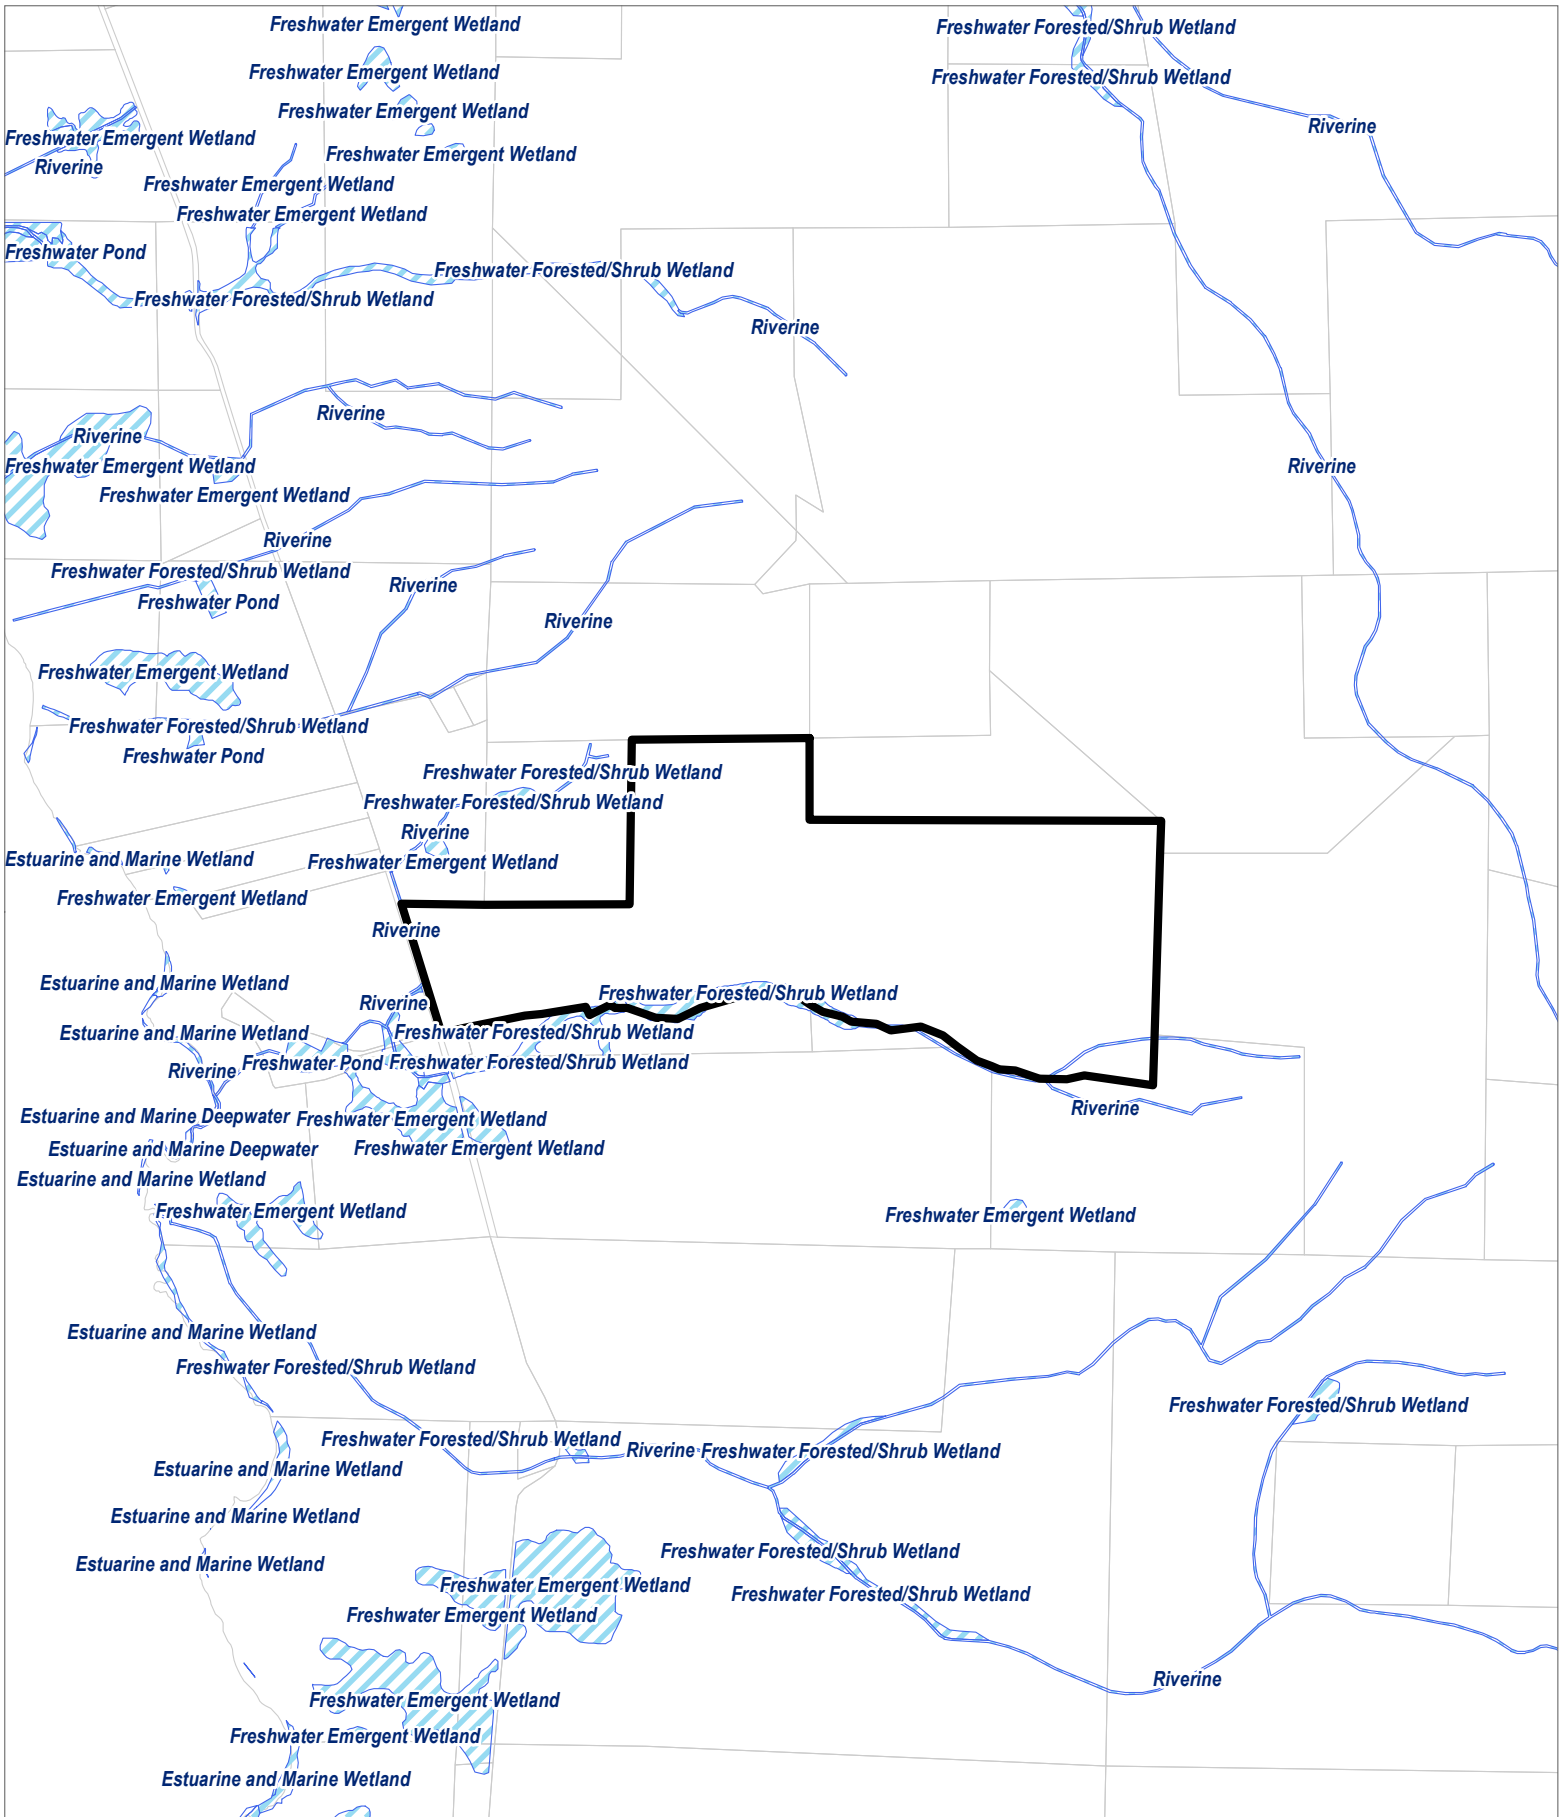 Freshwater Emergent Wetland
Freshwater Forested/Shrub Wetland
Freshwater Emergent Wetland
Freshwater Forested/Shrub Wetland
Freshwater Emergent Wetland
Riverine
Freshwater Emergent Wetland
Freshwater Emergent Wetland
Riverine
Freshwater Emergent Wetland
Freshwater Emergent Wetland
Freshwater Pond
Freshwater Forested/Shrub Wetland
Freshwater Forested/Shrub Wetland
Riverine
Riverine
Riverine
Freshwater Emergent Wetland
Riverine
Freshwater Emergent Wetland
Riverine
Freshwater Forested/Shrub Wetland
Riverine
Freshwater Pond
Riverine
Freshwater Emergent Wetland
Freshwater Forested/Shrub Wetland
Freshwater Pond
Freshwater Forested/Shrub Wetland
Freshwater Forested/Shrub Wetland
Riverine
Estuarine and Marine Wetland
Freshwater Emergent Wetland
Freshwater Emergent Wetland
Riverine
Estuarine and Marine Wetland
Freshwater Forested/Shrub Wetland
Riverine
Estuarine and Marine Wetland
Freshwater Forested/Shrub Wetland
Riverine
Freshwater Pond
Freshwater Forested/Shrub Wetland
Riverine
Estuarine and Marine Deepwater
Freshwater Emergent Wetland
Estuarine and Marine Deepwater
Freshwater Emergent Wetland
Estuarine and Marine Wetland
Freshwater Emergent Wetland
Freshwater Emergent Wetland
Estuarine and Marine Wetland
Freshwater Forested/Shrub Wetland
Freshwater Forested/Shrub Wetland
Freshwater Forested/Shrub Wetland
Riverine
Freshwater Forested/Shrub Wetland
Estuarine and Marine Wetland
Estuarine and Marine Wetland
Freshwater Forested/Shrub Wetland
Estuarine and Marine Wetland
Freshwater Emergent Wetland
Freshwater Forested/Shrub Wetland
Freshwater Emergent Wetland
Riverine
Freshwater Emergent Wetland
Freshwater Emergent Wetland
Estuarine and Marine Wetland